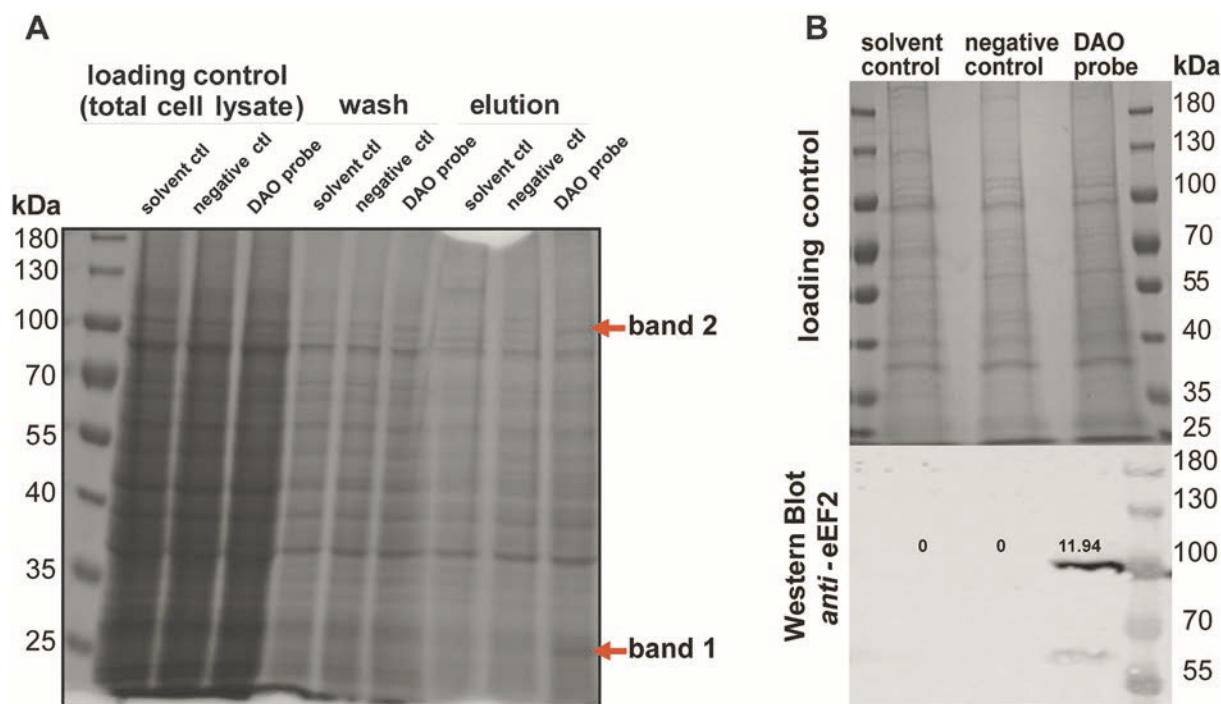 A
loading control
(total cell lysate)
wash
elution
solvent ctl
negative ctl
DAO probe
solvent ctl
negative ctl
DAO probe
solvent ctl
negative ctl
DAO probe
kDa
180
130
100
70
55
40
35
25
band 2
band 1
B
solvent
control
negative
control
DAO
probe
kDa
loading control
180
130
100
70
55
40
35
25
Western Blot
anti-eEF2
0
0
11.94
180
130
100
70
55